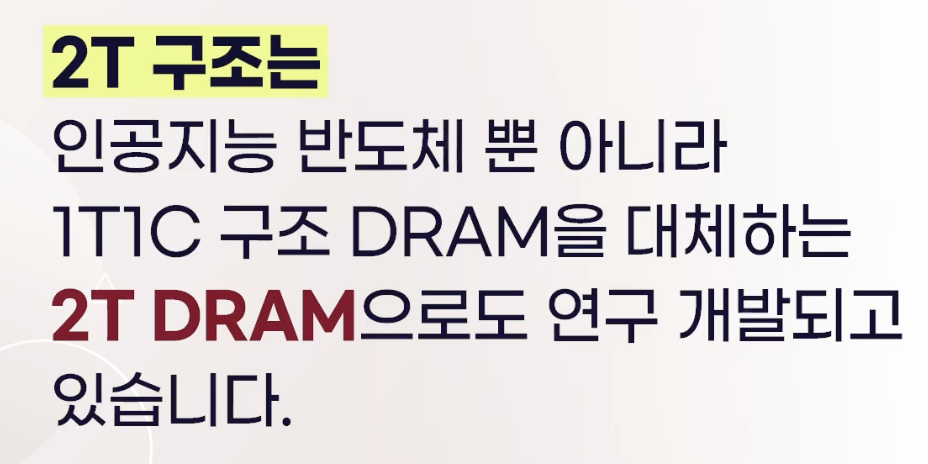 2T 구조는
인공지능 반도체 뿐 아니라
1T1C 구조 DRAM을 대체하는
2T DRAM으로도 연구 개발되고
있습니다.